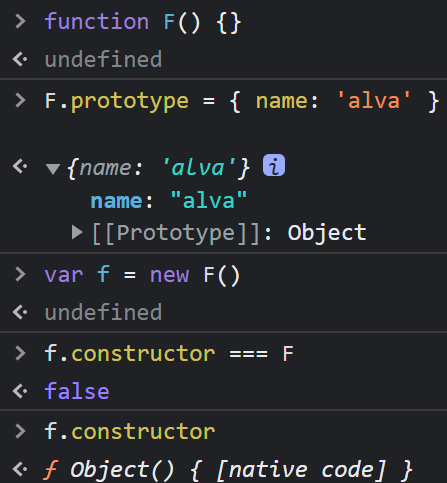 > function F() {}
<· undefined
> F.prototype = { name: 'alva' }
<· ▼{name: 'alva'} i
name: "alva"
▶[[Prototype]]: Object
> var f = new F()
<· undefined
> f.constructor === F
<· false
> f.constructor
<· ƒ Object() { [native code] }